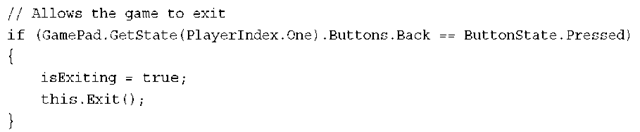 // Allows the game to exit
if (GamePad.GetState(PlayerIndex.One).Buttons.Back == ButtonState.Pressed)
{
    isExiting = true;
    this.Exit();
}